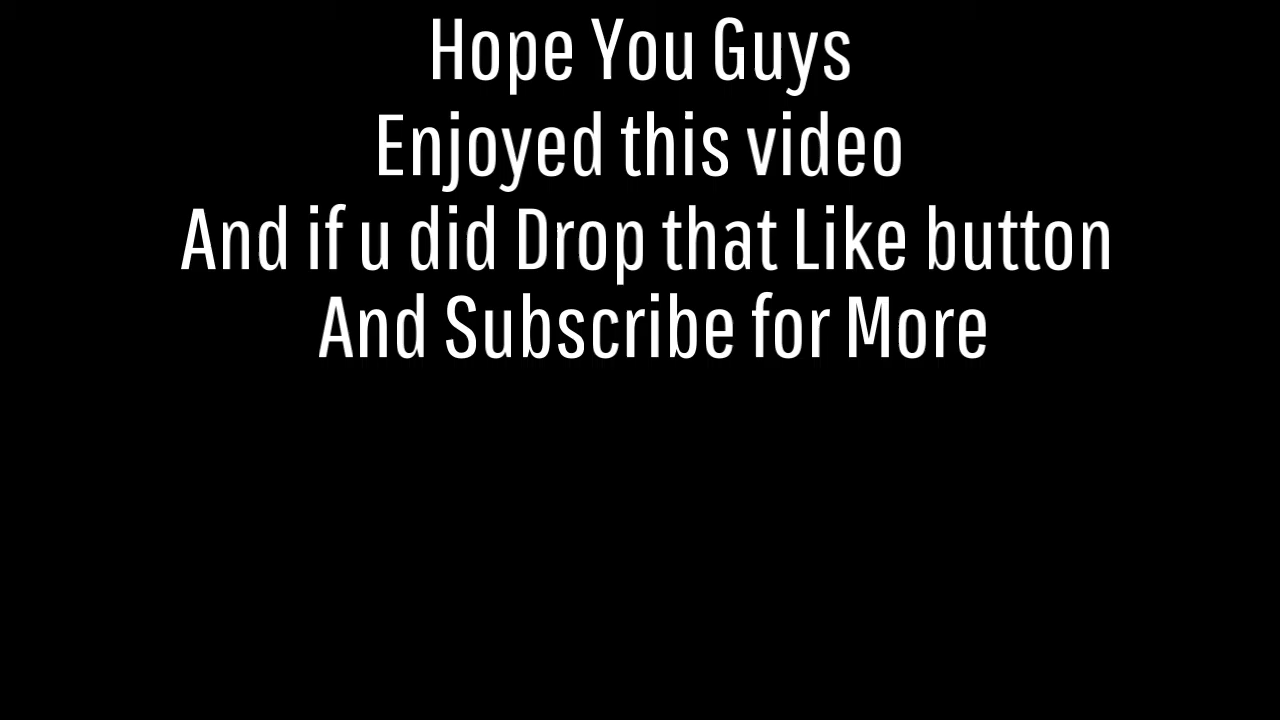 Hope You Guys
Enjoyed this video
And if u did Drop that Like button
And Subscribe for More